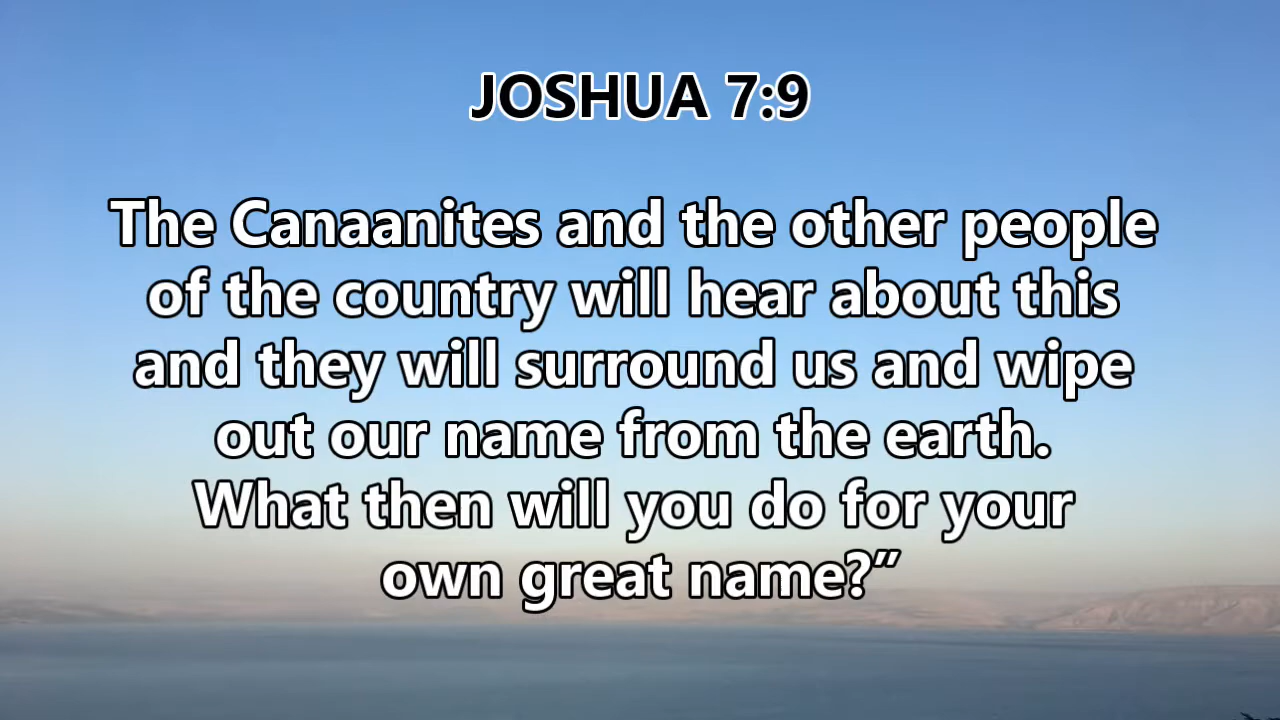 JOSHUA 7:9
The Canaanites and the other people
of the country will hear about this
and they will surround us and wipe
out our name from the earth.
What then will you do for your
own great name?”